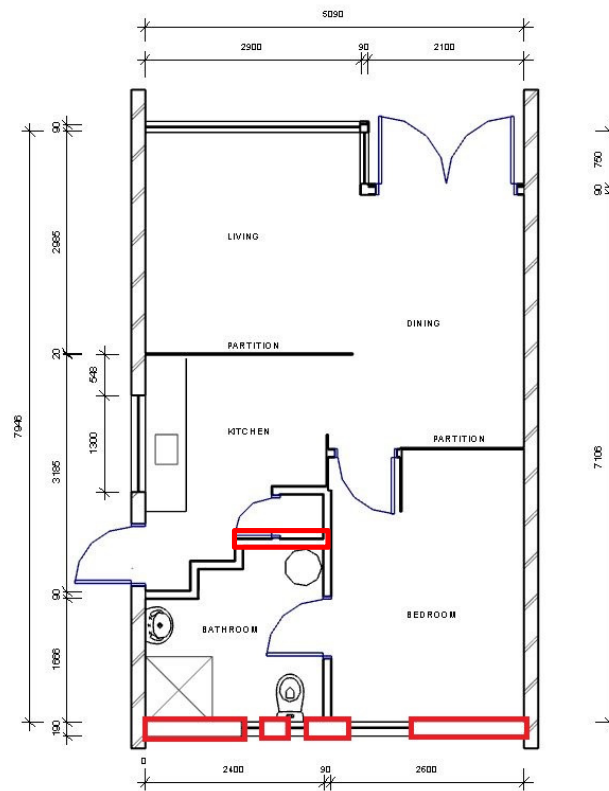 5090
2900 90 2100
90
750
90
2985
LIVING
DINING
20
PARTITION
548
7946
KITCHEN
1300
PARTITION
7106
3185
90
BATHROOM
BEDROOM
1666
190
0
2400 90 2600